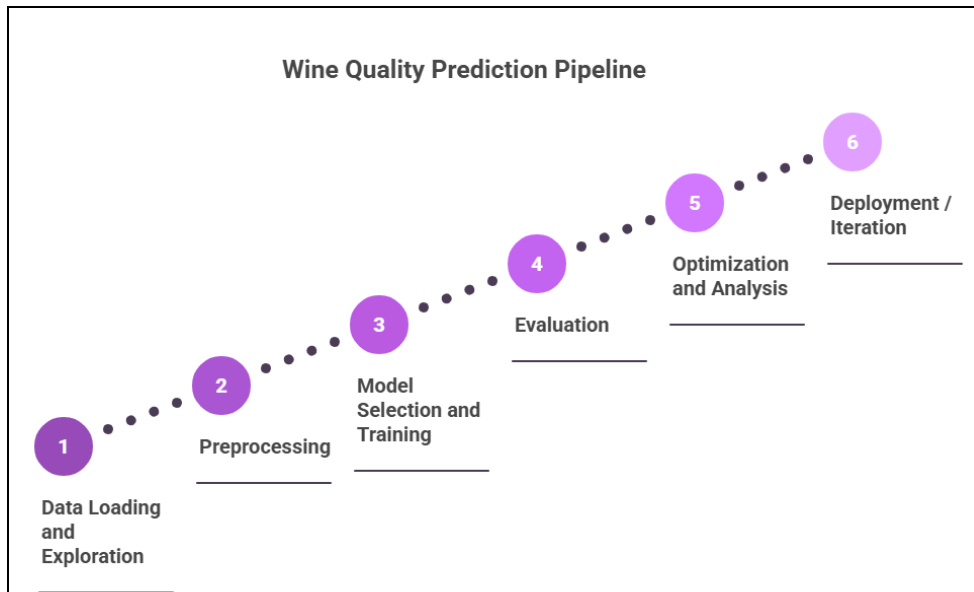 Wine Quality Prediction Pipeline
1
Data Loading
and
Exploration
2
Preprocessing
3
Model
Selection and
Training
4
Evaluation
5
Optimization
and Analysis
6
Deployment /
Iteration